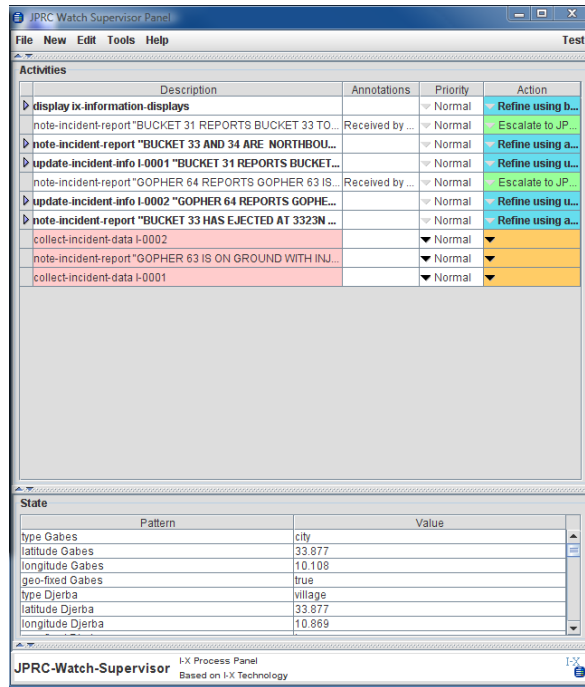 JPRC Watch Supervisor Panel
File New Edit Tools Help Test
Activities
Description Annotations Priority Action
display ix-information-displays Normal Refine using b...
note-incident-report "BUCKET 31 REPORTS BUCKET 33 TO... Received by ... Normal Escalate to JP...
note-incident-report "BUCKET 33 AND 34 ARE NORTHBOU... Normal Refine using a...
update-incident-info I-0001 "BUCKET 31 REPORTS BUCKET... Normal Refine using u...
note-incident-report "GOPHER 64 REPORTS GOPHER 63 IS... Received by ... Normal Escalate to JP...
update-incident-info I-0002 "GOPHER 64 REPORTS GOPHE... Normal Refine using u...
note-incident-report "BUCKET 33 HAS EJECTED AT 3323N ... Normal Refine using a...
collect-incident-data I-0002 Normal
note-incident-report "GOPHER 63 IS ON GROUND WITH INJ... Normal
collect-incident-data I-0001 Normal
State
Pattern Value
type Gabes city
latitude Gabes 33.877
longitude Gabes 10.108
geo-fixed Gabes true
type Djerba village
latitude Djerba 33.877
longitude Djerba 10.869
JPRC-Watch-Supervisor
I-X Process Panel
Based on I-X Technology
I-X